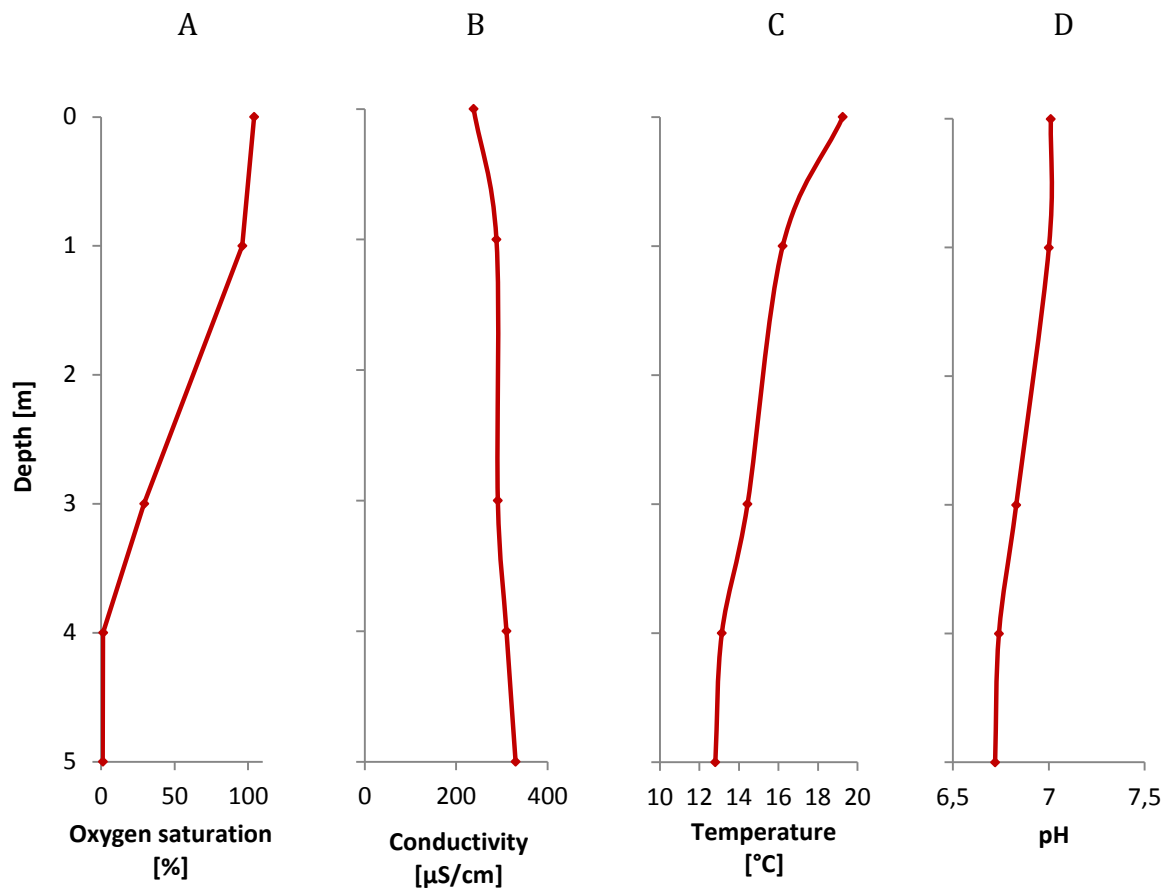 A B C D
0
1
2
3
4
5
Depth [m]
0 50 100
Oxygen saturation
[%]
0 200 400
Conductivity
[µS/cm]
10 12 14 16 18 20
Temperature
[°C]
6,5 7 7,5
pH